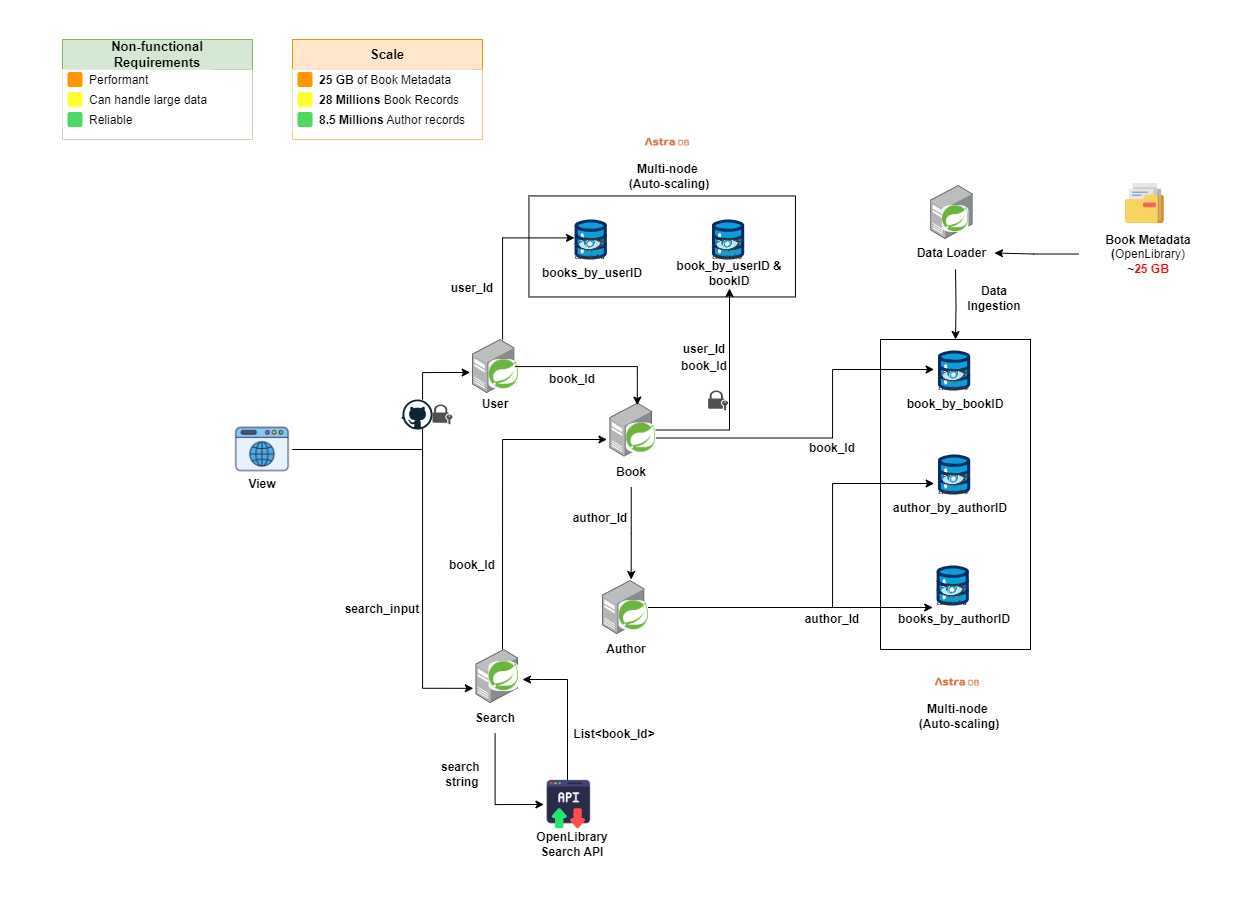 Non-functional
Requirements
Performant
Can handle large data
Reliable
Scale
25 GB of Book Metadata
28 Millions Book Records
8.5 Millions Author records
Astra DB
Multi-node
(Auto-scaling)
books_by_userID
book_by_userID &
bookID
Data Loader
Book Metadata
(OpenLibrary)
~25 GB
Data
Ingestion
user_Id
user_Id
book_Id
book_Id
User
book_by_bookID
book_Id
Book
View
author_Id
author_by_authorID
book_Id
search_input
author_Id
books_by_authorID
Author
Search
Astra DB
Multi-node
(Auto-scaling)
List<book_Id>
search
string
API
OpenLibrary
Search API